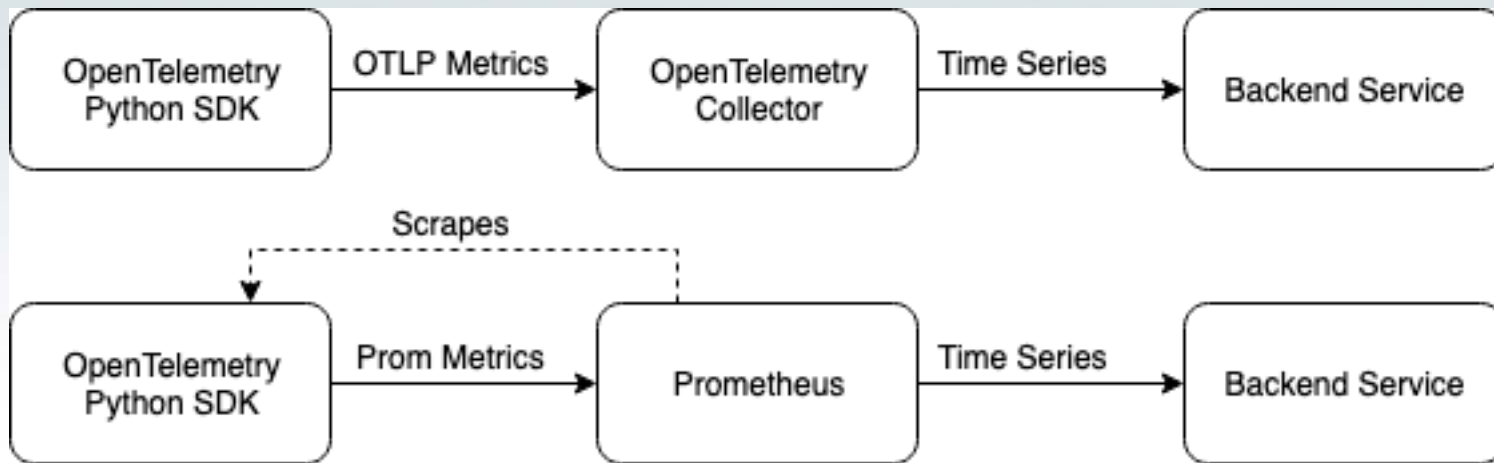 OpenTelemetry
Python SDK
OTLP Metrics
OpenTelemetry
Collector
Time Series
Backend Service
Scrapes
OpenTelemetry
Python SDK
Prom Metrics
Prometheus
Time Series
Backend Service